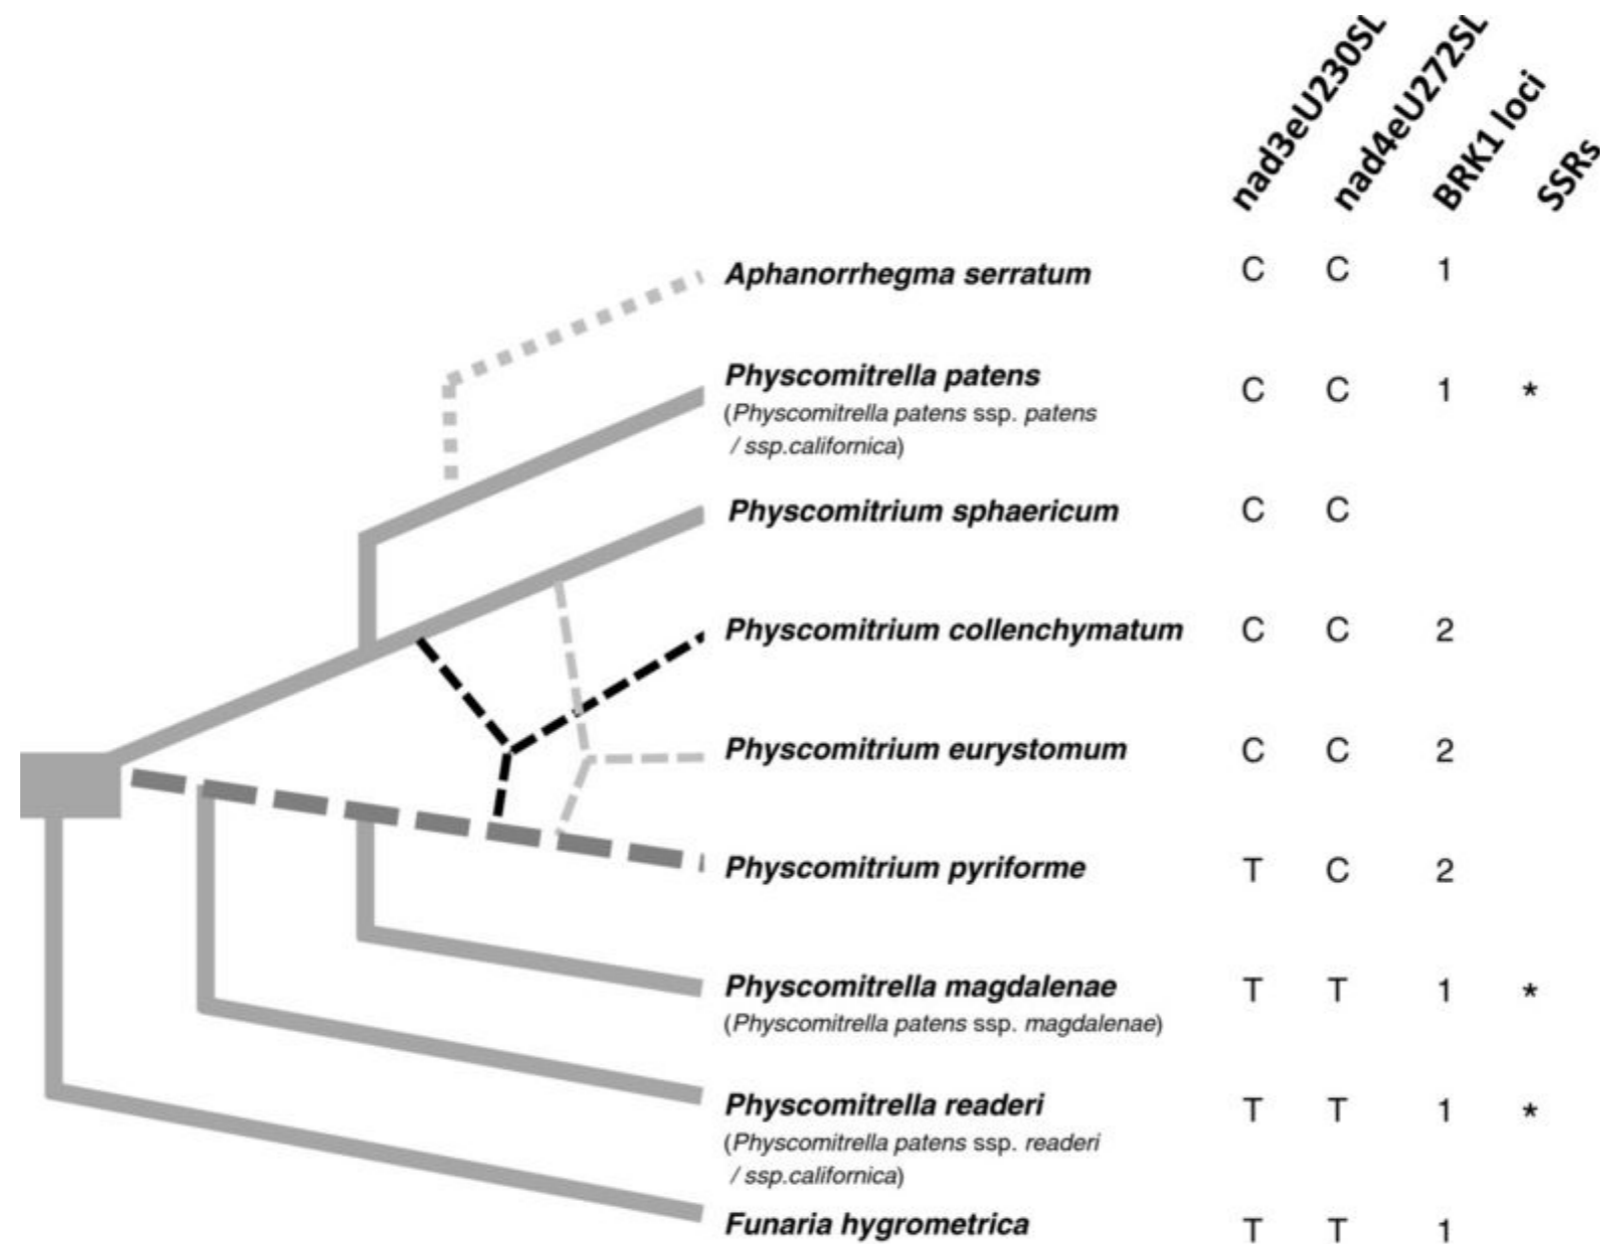 nad3eU230SL
nad4eU272SL
BRK1 loci
SSRs
Aphanorrhegma serratum C C 1
Physcomitrella patens
(Physcomitrella patens ssp. patens C C 1 *
/ ssp.californica)
Physcomitrium sphaericum C C
Physcomitrium collenchymatum C C 2
Physcomitrium eurystomum C C 2
Physcomitrium pyriforme T C 2
Physcomitrella magdalenae T T 1 *
(Physcomitrella patens ssp. magdalenae)
Physcomitrella readeri T T 1 *
(Physcomitrella patens ssp. readeri
/ ssp.californica)
Funaria hygrometrica T T 1